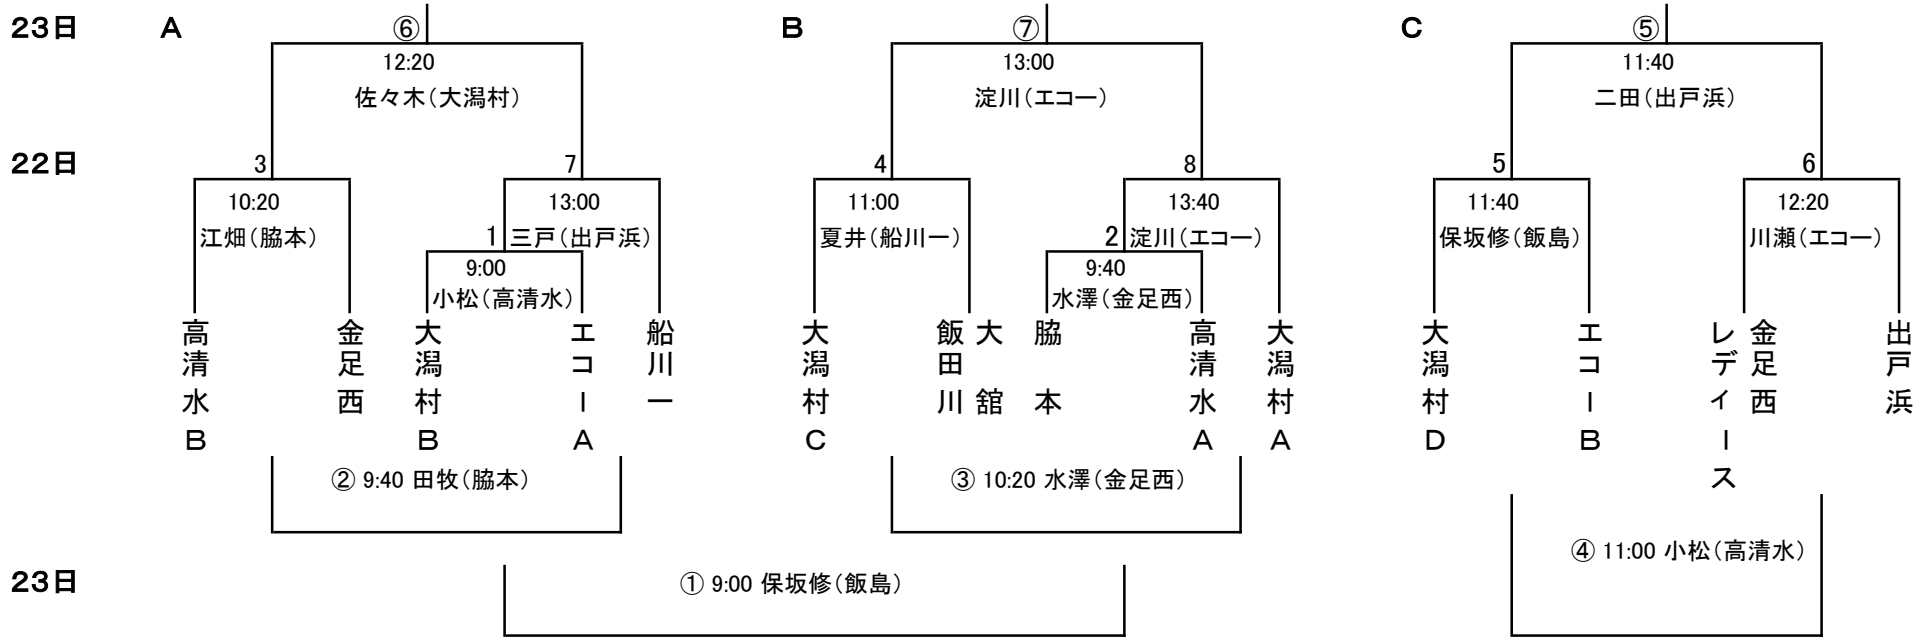 23日 A ⑥ B ⑦ C ⑤
12:20 13:00 11:40
佐々木(大潟村) 淀川(エコー) 二田(出戸浜)
22日 3 7 4 8 5 6
10:20 13:00 11:00 13:40 11:40 12:20
江畑(脇本) 1 三戸(出戸浜) 夏井(船川一) 2 淀川(エコー) 保坂修(飯島) 川瀬(エコー)
9:00 9:40
小松(高清水) 水澤(金足西)
高清水B
金足西
大潟村B
エコーA
船川一
大潟村C
大舘
飯田川
脇本
高清水A
大潟村A
大潟村D
エコーB
金足西
レディース
出戸浜
② 9:40 田牧(脇本) ③ 10:20 水澤(金足西)
④ 11:00 小松(高清水)
23日 ① 9:00 保坂修(飯島)